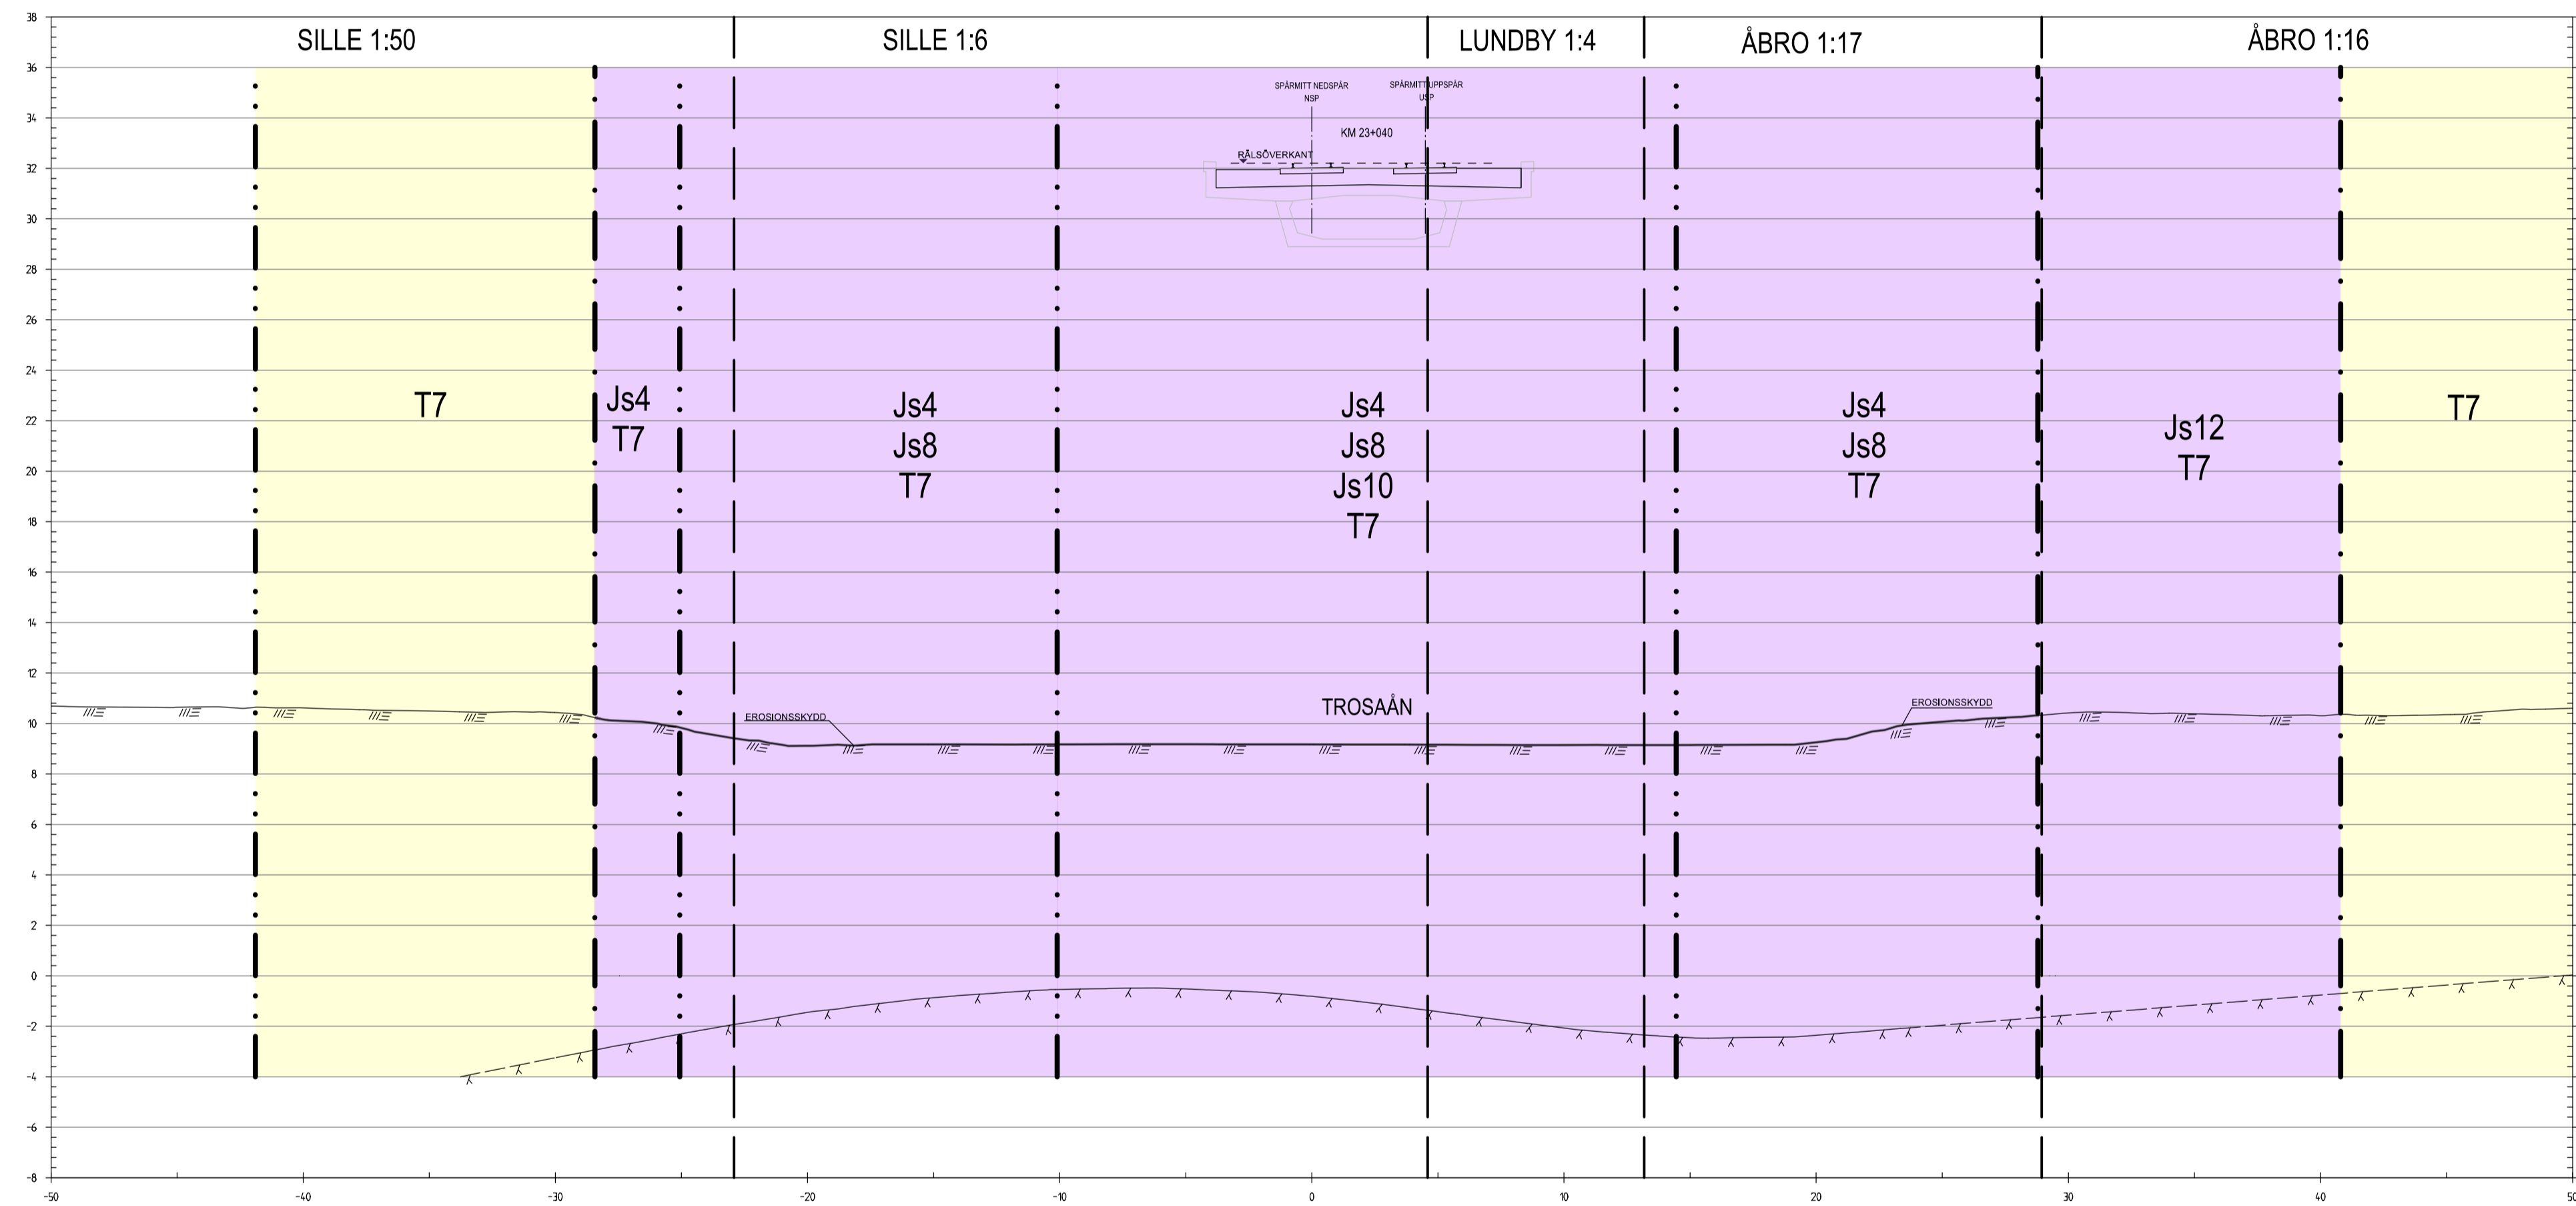 38
SILLE 1:50
SILLE 1:6
LUNDBY 1:4
ÅBRO 1:17
ÅBRO 1:16
36
SPÅRMITT NEDSPÅR
NSP
SPÅRMITT UPPSPÅR
USP
34
KM 23+040
RÄLSÖVERKANT
32
30
28
26
24
T7
Js4
T7
Js4
Js8
T7
Js4
Js8
Js10
T7
Js4
Js8
T7
Js12
T7
T7
22
20
18
16
14
12
TROSAÅN
EROSIONSSKYDD
EROSIONSSKYDD
10
8
6
4
2
0
-2
-4
-6
-8
-50
-40
-30
-20
-10
0
10
20
30
40
50